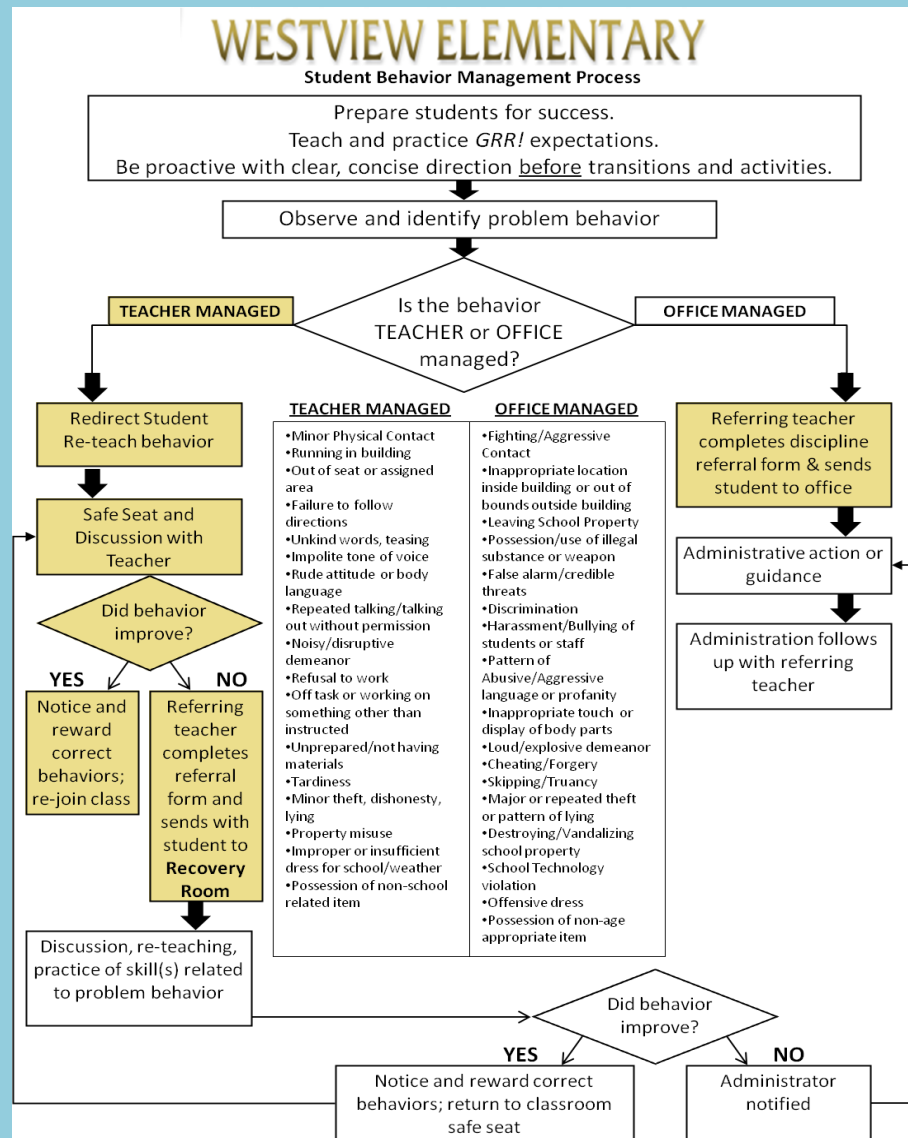 WESTVIEW ELEMENTARY
Student Behavior Management Process
Prepare students for success.
Teach and practice GRR! expectations.
Be proactive with clear, concise direction before transitions and activities.
Observe and identify problem behavior
Is the behavior
TEACHER or OFFICE
managed?
TEACHER MANAGED
OFFICE MANAGED
Redirect Student
Re-teach behavior
Safe Seat and
Discussion with
Teacher
Did behavior
improve?
YES
NO
Notice and
reward
correct
behaviors;
re-join class
Referring
teacher
completes
referral
form and
sends with
student to
Recovery
Room
Discussion, re-teaching,
practice of skill(s) related
to problem behavior
TEACHER MANAGED
•Minor Physical Contact
•Running in building
•Out of seat or assigned
area
•Failure to follow
directions
•Unkind words, teasing
•Impolite tone of voice
•Rude attitude or body
language
•Repeated talking/talking
out without permission
•Noisy/disruptive
demeanor
•Refusal to work
•Off task or working on
something other than
instructed
•Unprepared/not having
materials
•Tardiness
•Minor theft, dishonesty,
lying
•Property misuse
•Improper or insufficient
dress for school/weather
•Possession of non-school
related item
OFFICE MANAGED
•Fighting/Aggressive
Contact
•Inappropriate location
inside building or out of
bounds outside building
•Leaving School Property
•Possession/use of illegal
substance or weapon
•False alarm/credible
threats
•Discrimination
•Harassment/Bullying of
students or staff
•Pattern of
Abusive/Aggressive
language or profanity
•Inappropriate touch or
display of body parts
•Loud/explosive demeanor
•Cheating/Forgery
•Skipping/Truancy
•Major or repeated theft
or pattern of lying
•Destroying/Vandalizing
school property
•School Technology
violation
•Offensive dress
•Possession of non-age
appropriate item
Referring teacher
completes discipline
referral form & sends
student to office
Administrative action or
guidance
Administration follows
up with referring
teacher
Did behavior
improve?
YES
NO
Notice and reward correct
behaviors; return to classroom
safe seat
Administrator
notified